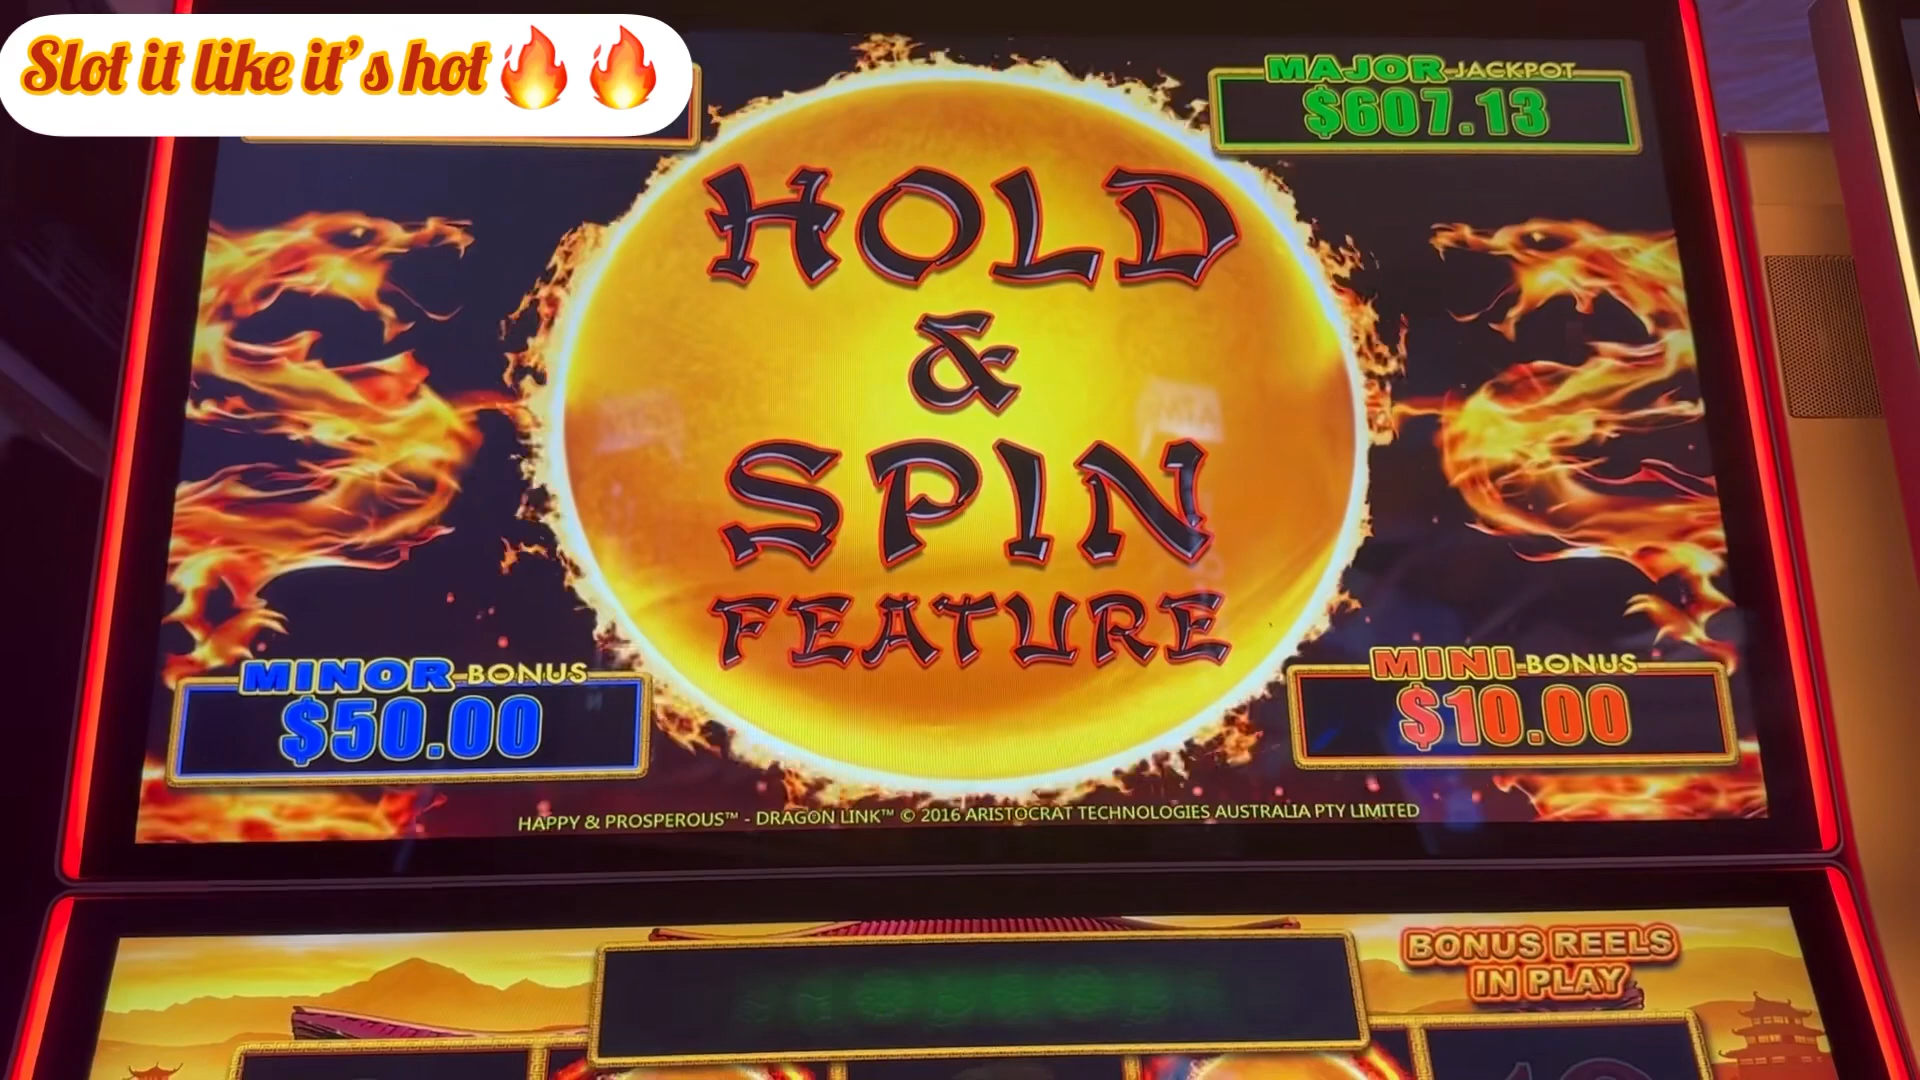 Slot it like it's hot🔥🔥
MAJOR JACKPOT
$607.13
HOLD
&
SPIN
FEATURE
MINOR BONUS
$50.00
MINI BONUS
$10.00
HAPPY & PROSPEROUS™ - DRAGON LINK™ © 2016 ARISTOCRAT TECHNOLOGIES AUSTRALIA PTY LIMITED
BONUS REELS
IN PLAY